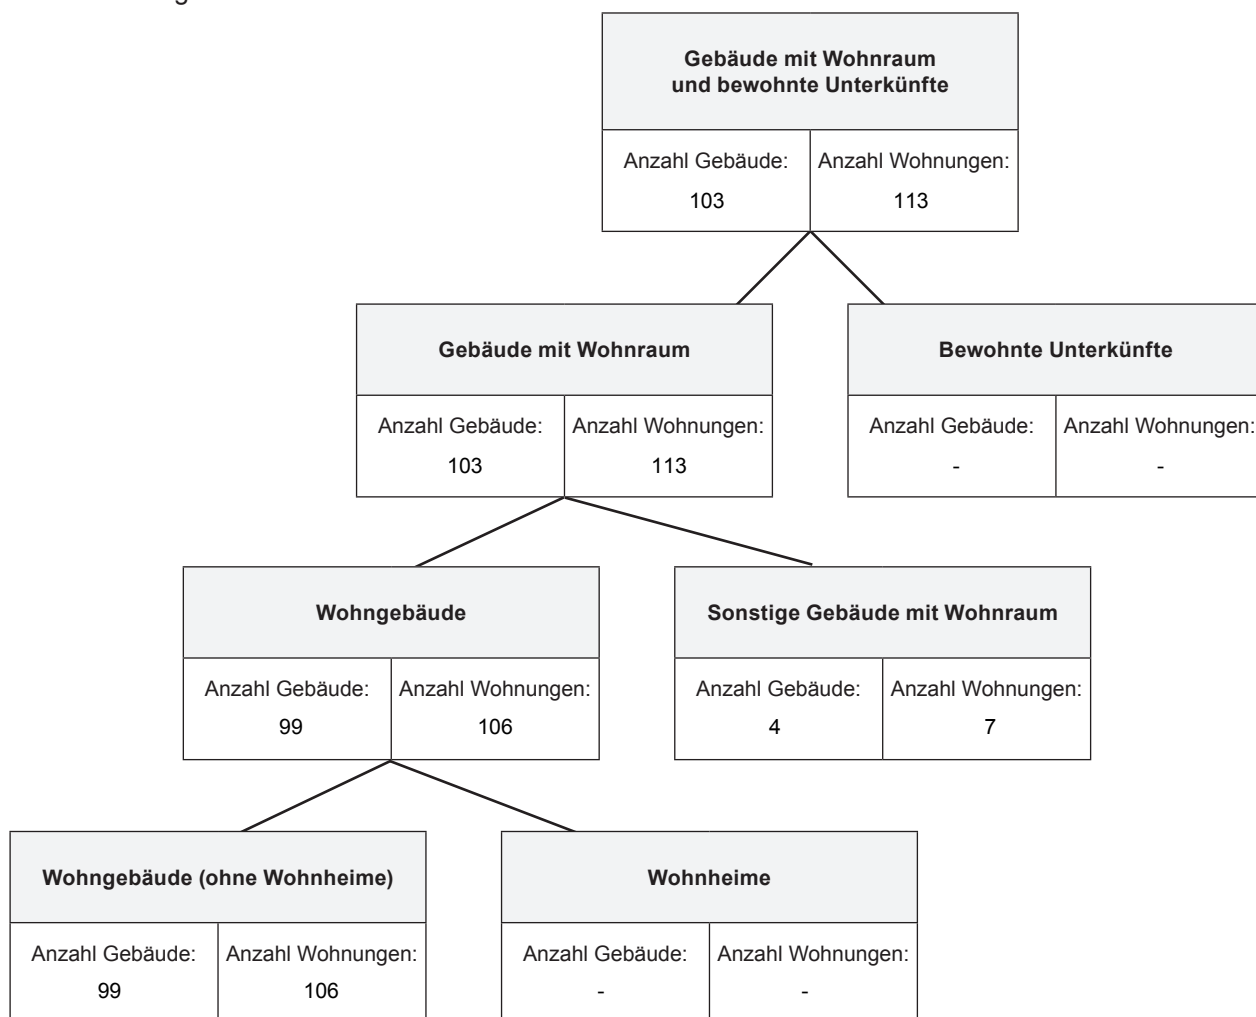 Gebäude mit Wohnraum
und bewohnte Unterkünfte
Anzahl Gebäude: Anzahl Wohnungen:
103 113
Gebäude mit Wohnraum
Anzahl Gebäude: Anzahl Wohnungen:
103 113
Bewohnte Unterkünfte
Anzahl Gebäude: Anzahl Wohnungen:
- -
Wohngebäude
Anzahl Gebäude: Anzahl Wohnungen:
99 106
Sonstige Gebäude mit Wohnraum
Anzahl Gebäude: Anzahl Wohnungen:
4 7
Wohngebäude (ohne Wohnheime)
Anzahl Gebäude: Anzahl Wohnungen:
99 106
Wohnheime
Anzahl Gebäude: Anzahl Wohnungen:
- -